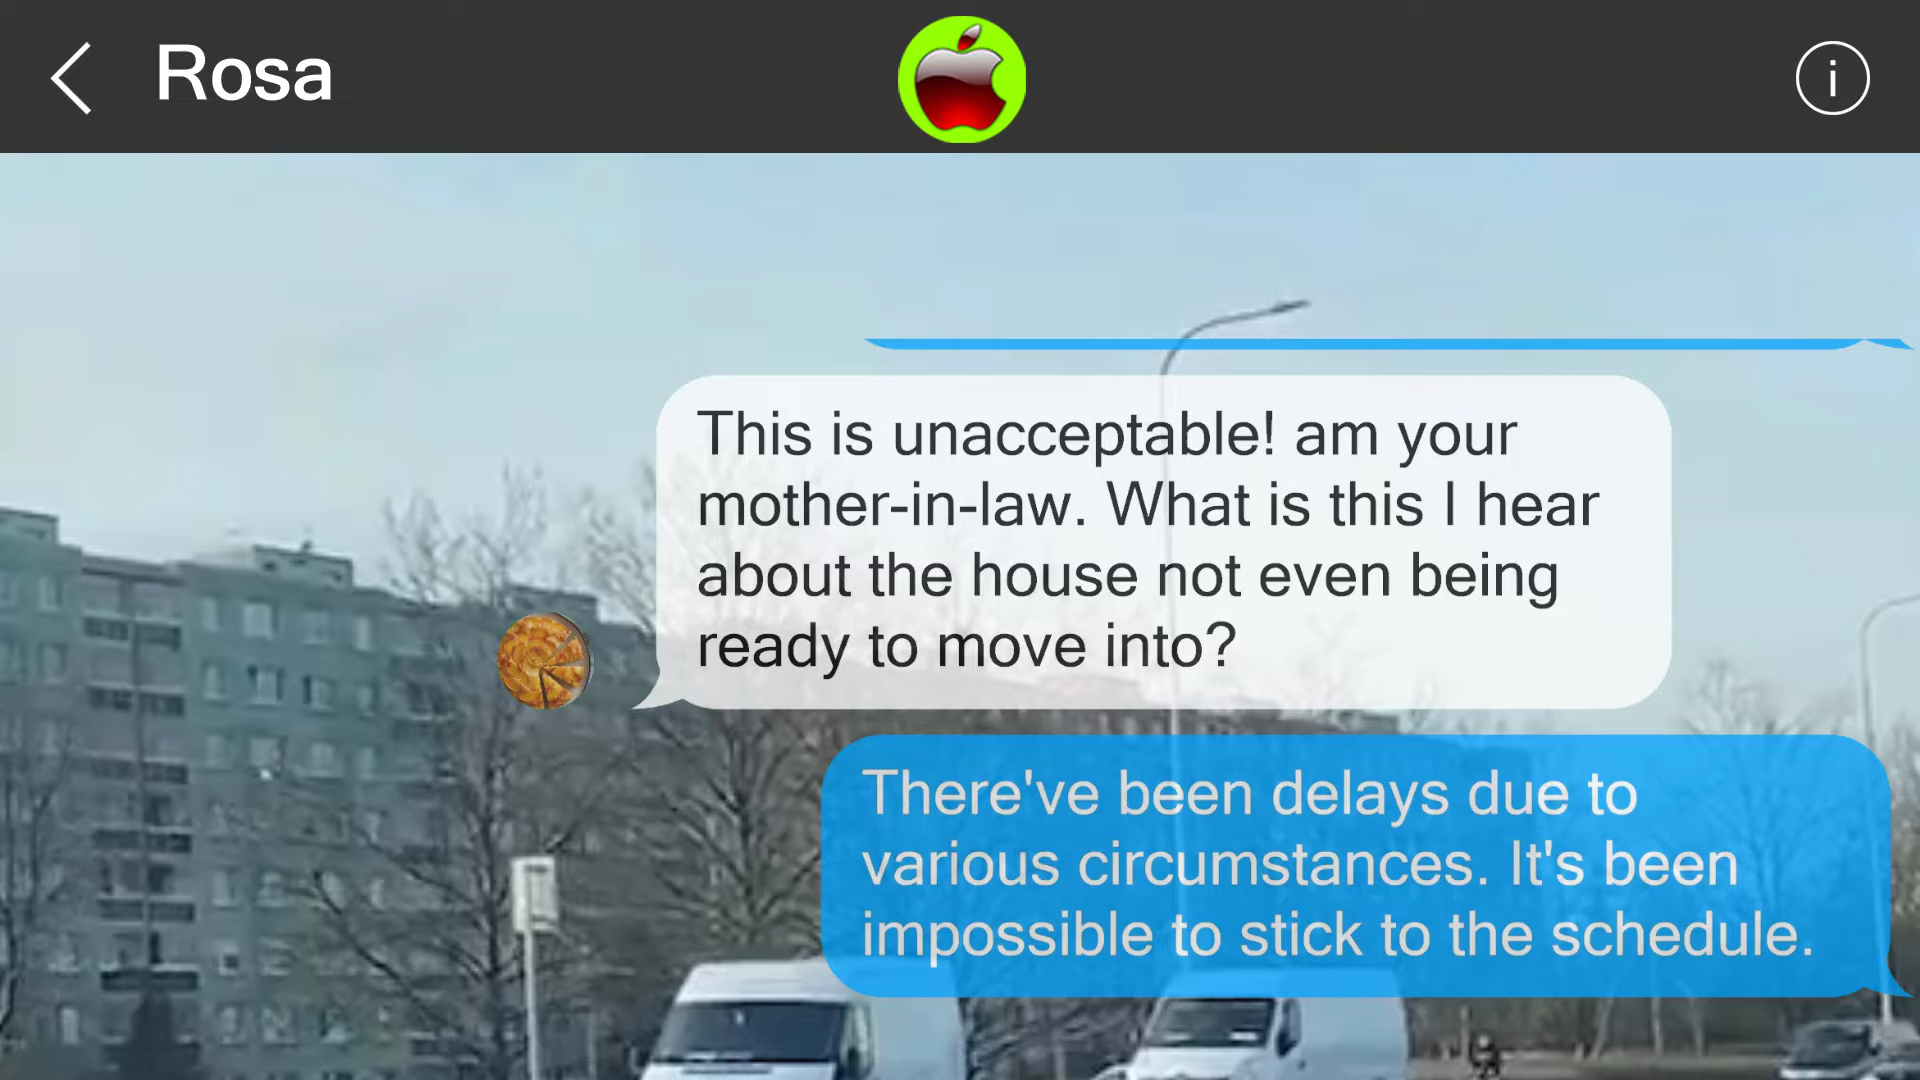 Rosa
This is unacceptable! am your
mother-in-law. What is this I hear
about the house not even being
ready to move into?
There've been delays due to
various circumstances. It's been
impossible to stick to the schedule.